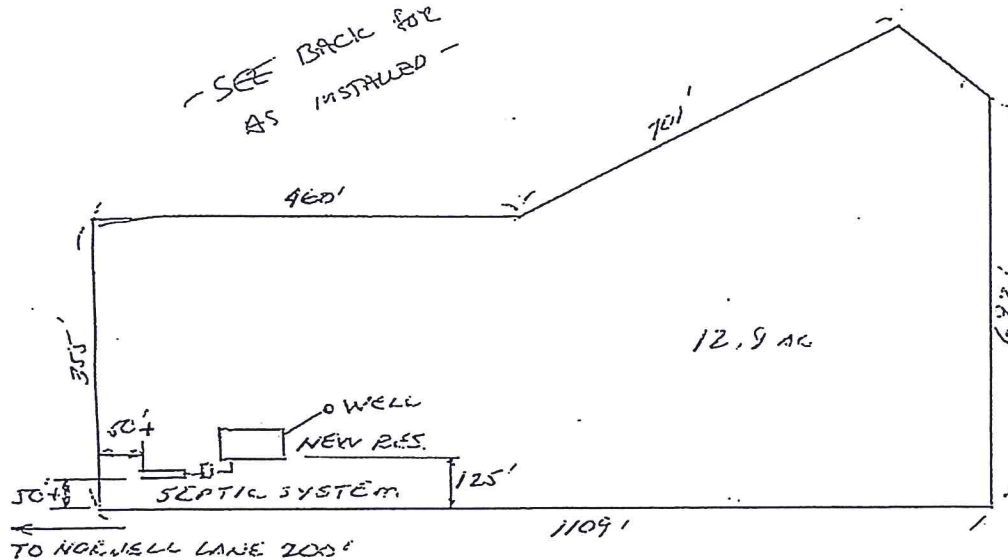 - SEE BACK for
AS INSTALLED -
701'
460'
355'
12.9 AC
50'+
WELL
NEW RES.
50'+
SEPTIC SYSTEM
125'
1109'
TO NORWELL LANE 200'